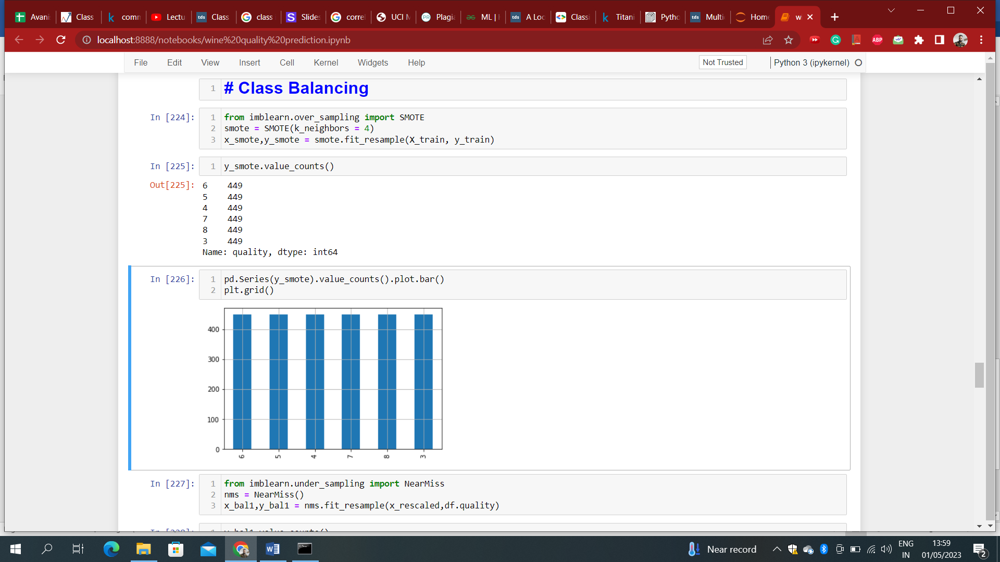 Avani
Class
comm
Lectu
tds Class
class
S Slides
corre
UCI M
PR Plagia
ML | H
tds A Loc
Classi
k Titani
Pytho
tds Multi
Home
wi
localhost:8888/notebooks/wine%20quality%20prediction.ipynb
ABP
File Edit View Insert Cell Kernel Widgets Help
Not Trusted
Python 3 (ipykernel)
1 # Class Balancing
In [224]:
1 from imblearn.over_sampling import SMOTE
2 smote = SMOTE(k_neighbors = 4)
3 x_smote,y_smote = smote.fit_resample(X_train, y_train)
In [225]:
1 y_smote.value_counts()
Out[225]:
6 449
5 449
4 449
7 449
8 449
3 449
Name: quality, dtype: int64
In [226]:
1 pd.Series(y_smote).value_counts().plot.bar()
2 plt.grid()
400
300
200
100
0
6 5 4 7 8 3
In [227]:
1 from imblearn.under_sampling import NearMiss
2 nms = NearMiss()
3 x_bal1,y_bal1 = nms.fit_resample(x_rescaled,df.quality)
Near record
ENG
IN
13:59
01/05/2023
2